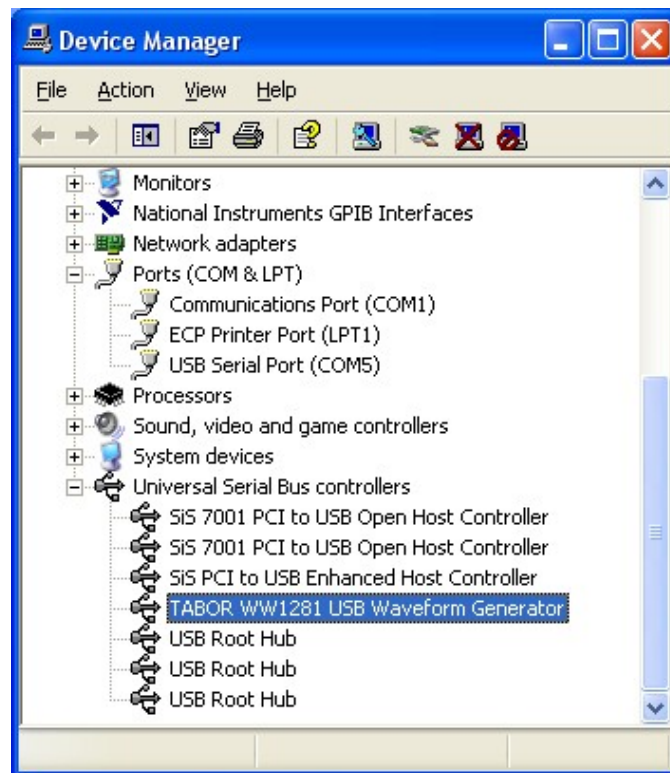 Device Manager
File Action View Help
Monitors
National Instruments GPIB Interfaces
Network adapters
Ports (COM & LPT)
Communications Port (COM1)
ECP Printer Port (LPT1)
USB Serial Port (COM5)
Processors
Sound, video and game controllers
System devices
Universal Serial Bus controllers
SiS 7001 PCI to USB Open Host Controller
SiS 7001 PCI to USB Open Host Controller
SiS PCI to USB Enhanced Host Controller
TABOR WW1281 USB Waveform Generator
USB Root Hub
USB Root Hub
USB Root Hub